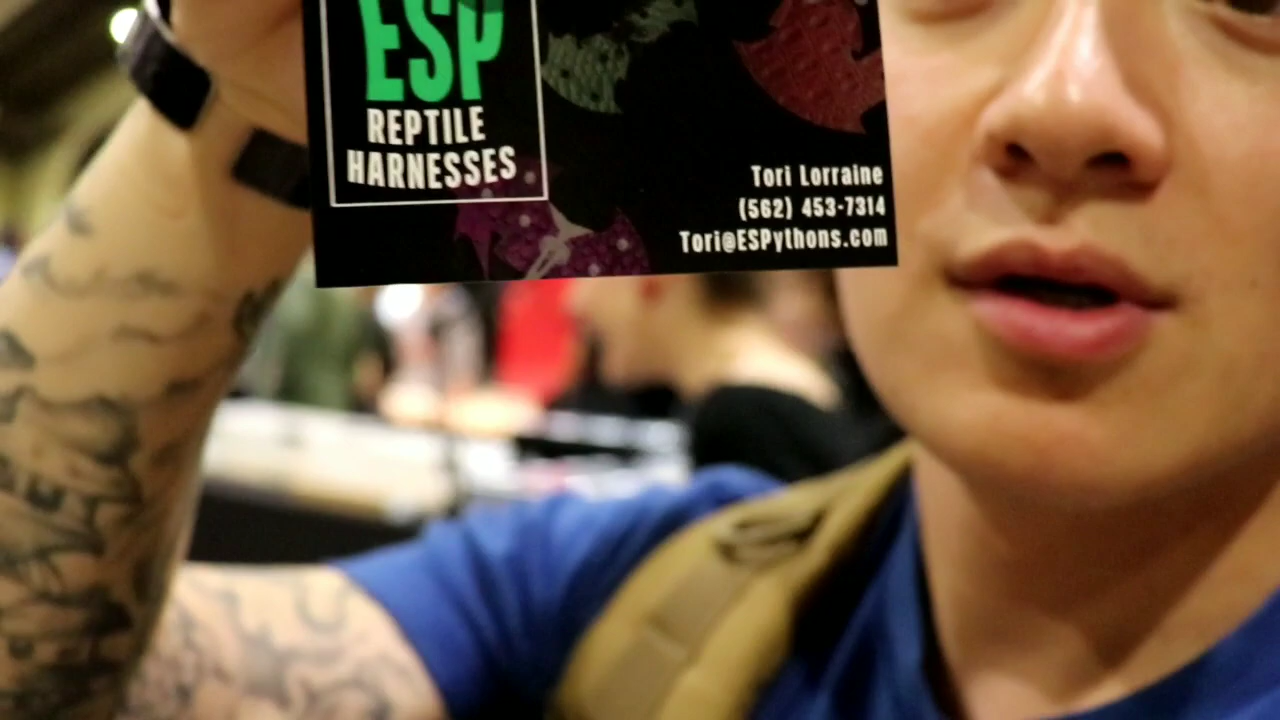 ESP
REPTILE
HARNESSES
Tori Lorraine
(562) 453-7314
Tori@ESPythons.com